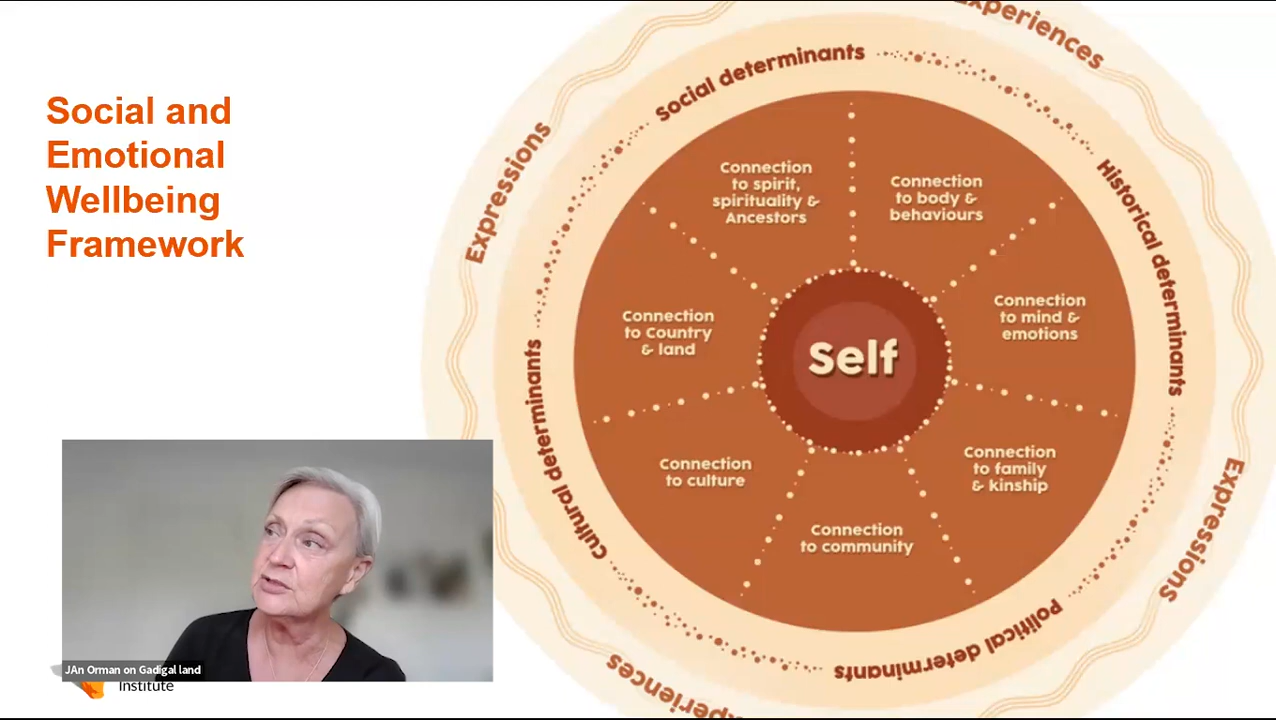 Social and
Emotional
Wellbeing
Framework
Experiences
Expressions
Social determinants
Historical determinants
Connection
to spirit,
spirituality &
Ancestors
Connection
to body &
behaviours
Connection
to Country
& land
Connection
to mind &
emotions
Self
Connection
to culture
Connection
to family
& kinship
Connection
to community
Cultural determinants
Political determinants
Expressions
Experiences
JAn Orman on Gadigal land
Institute